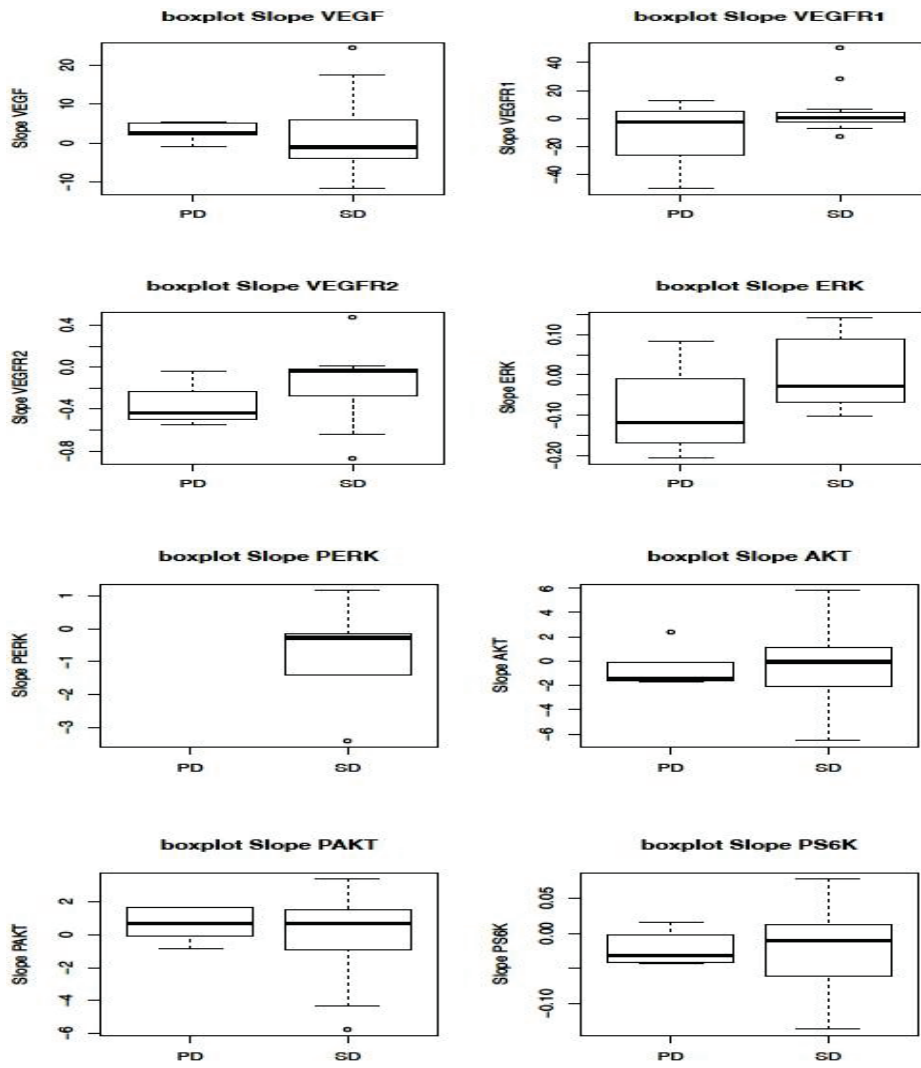 boxplot Slope VEGF
Slope VEGF
20
10
0
-10
PD
SD
boxplot Slope VEGFR1
Slope VEGFR1
40
20
0
-20
-40
PD
SD
boxplot Slope VEGFR2
Slope VEGFR2
0.4
0.0
-0.4
-0.8
PD
SD
boxplot Slope ERK
Slope ERK
0.10
0.00
-0.10
-0.20
PD
SD
boxplot Slope PERK
Slope PERK
1
0
-1
-2
-3
PD
SD
boxplot Slope AKT
Slope AKT
6
4
2
0
-2
-4
-6
PD
SD
boxplot Slope PAKT
Slope PAKT
2
0
-2
-4
-6
PD
SD
boxplot Slope PS6K
Slope PS6K
0.05
0.00
-0.10
PD
SD